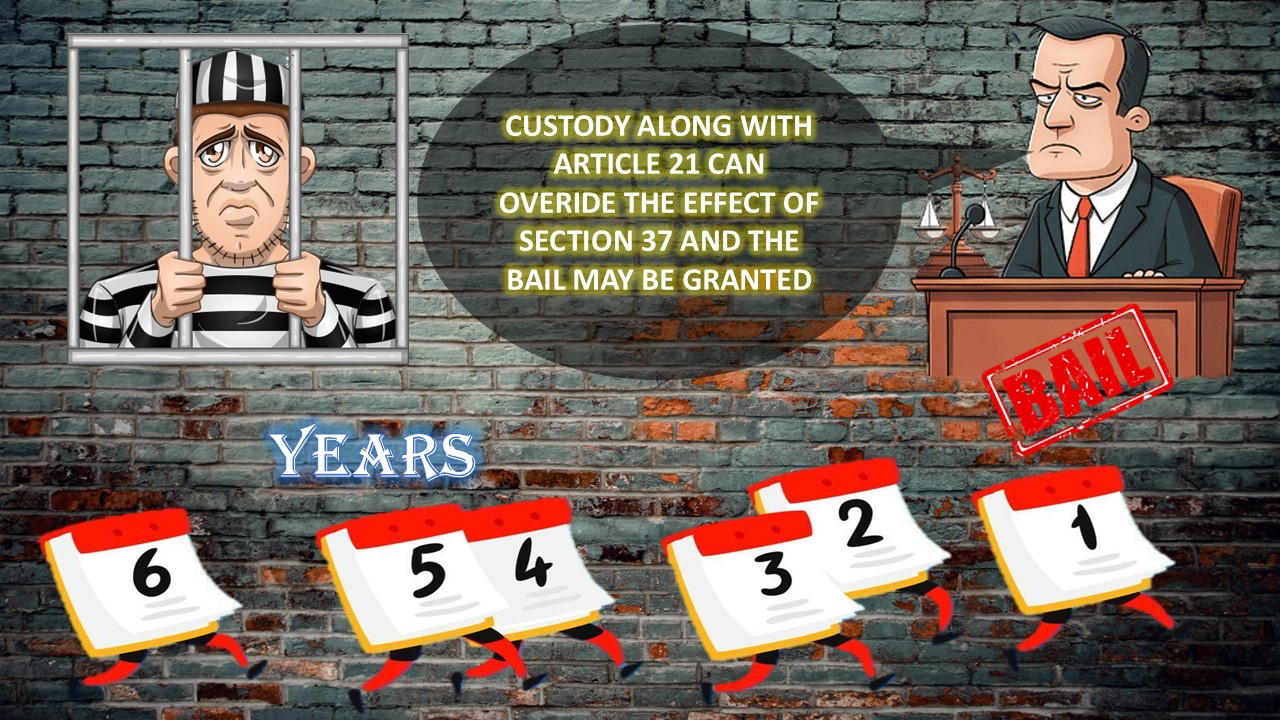 CUSTODY ALONG WITH
ARTICLE 21 CAN
OVERIDE THE EFFECT OF
SECTION 37 AND THE
BAIL MAY BE GRANTED
BAIL
YEARS
6
5
4
3
2
1